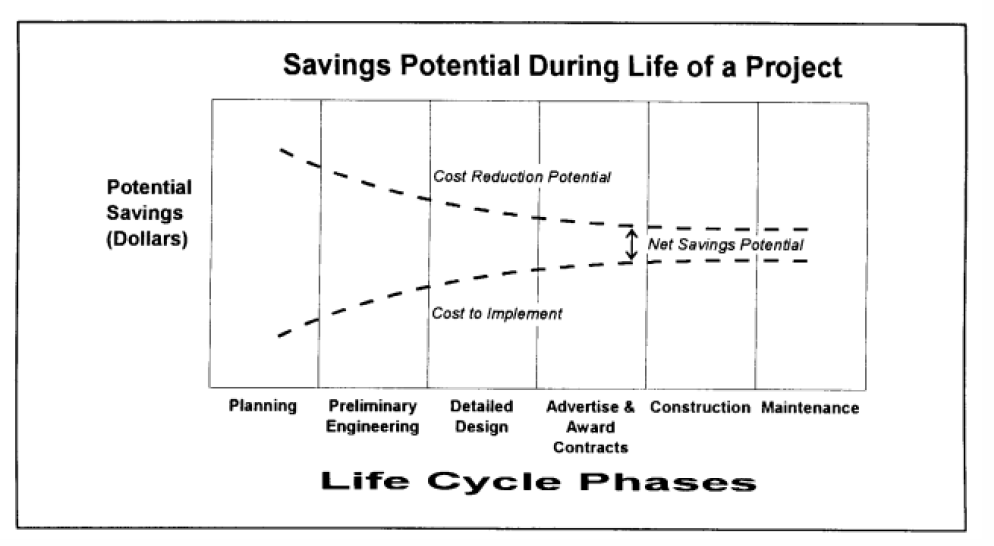 Savings Potential During Life of a Project
Potential
Savings
(Dollars)
Cost Reduction Potential
Net Savings Potential
Cost to Implement
Planning
Preliminary
Engineering
Detailed
Design
Advertise &
Award
Contracts
Construction
Maintenance
Life Cycle Phases